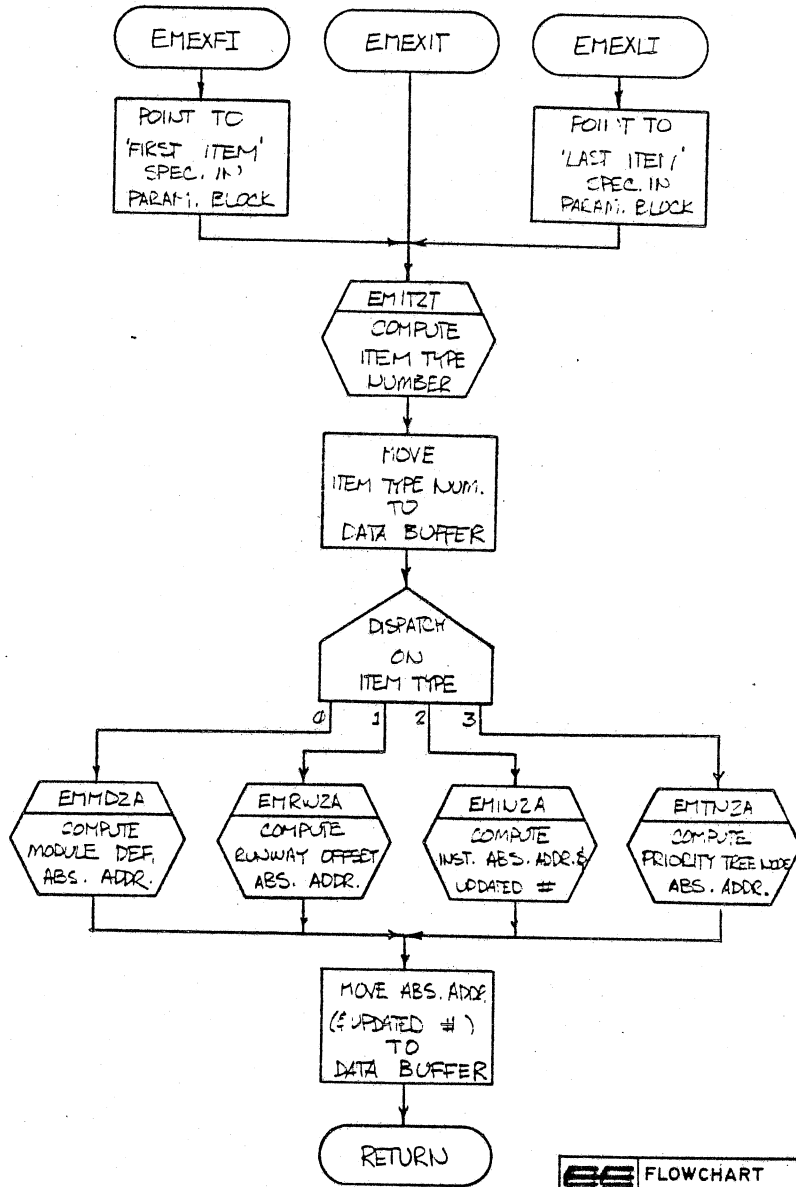 EMEXFI
EMEXIT
EMEXLI
POINT TO
'FIRST ITEM'
SPEC. IN
PARAM. BLOCK
POINT TO
'LAST ITEM'
SPEC. IN
PARAM. BLOCK
EMITZT
COMPUTE
ITEM TYPE
NUMBER
MOVE
ITEM TYPE NUM.
TO
DATA BUFFER
DISPATCH
ON
ITEM TYPE
0 1 2 3
EMMDZA
COMPUTE
MODULE DEF.
ABS. ADDR.
EMRWZA
COMPUTE
RUNWAY OFFSET
ABS. ADDR.
EMINZA
COMPUTE
INST. ABS. ADDR. &
UPDATED #
EMTNZA
COMPUTE
PRIORITY TREE NODE
ABS. ADDR.
MOVE ABS. ADDR.
(& UPDATED #)
TO
DATA BUFFER
RETURN
FLOWCHART